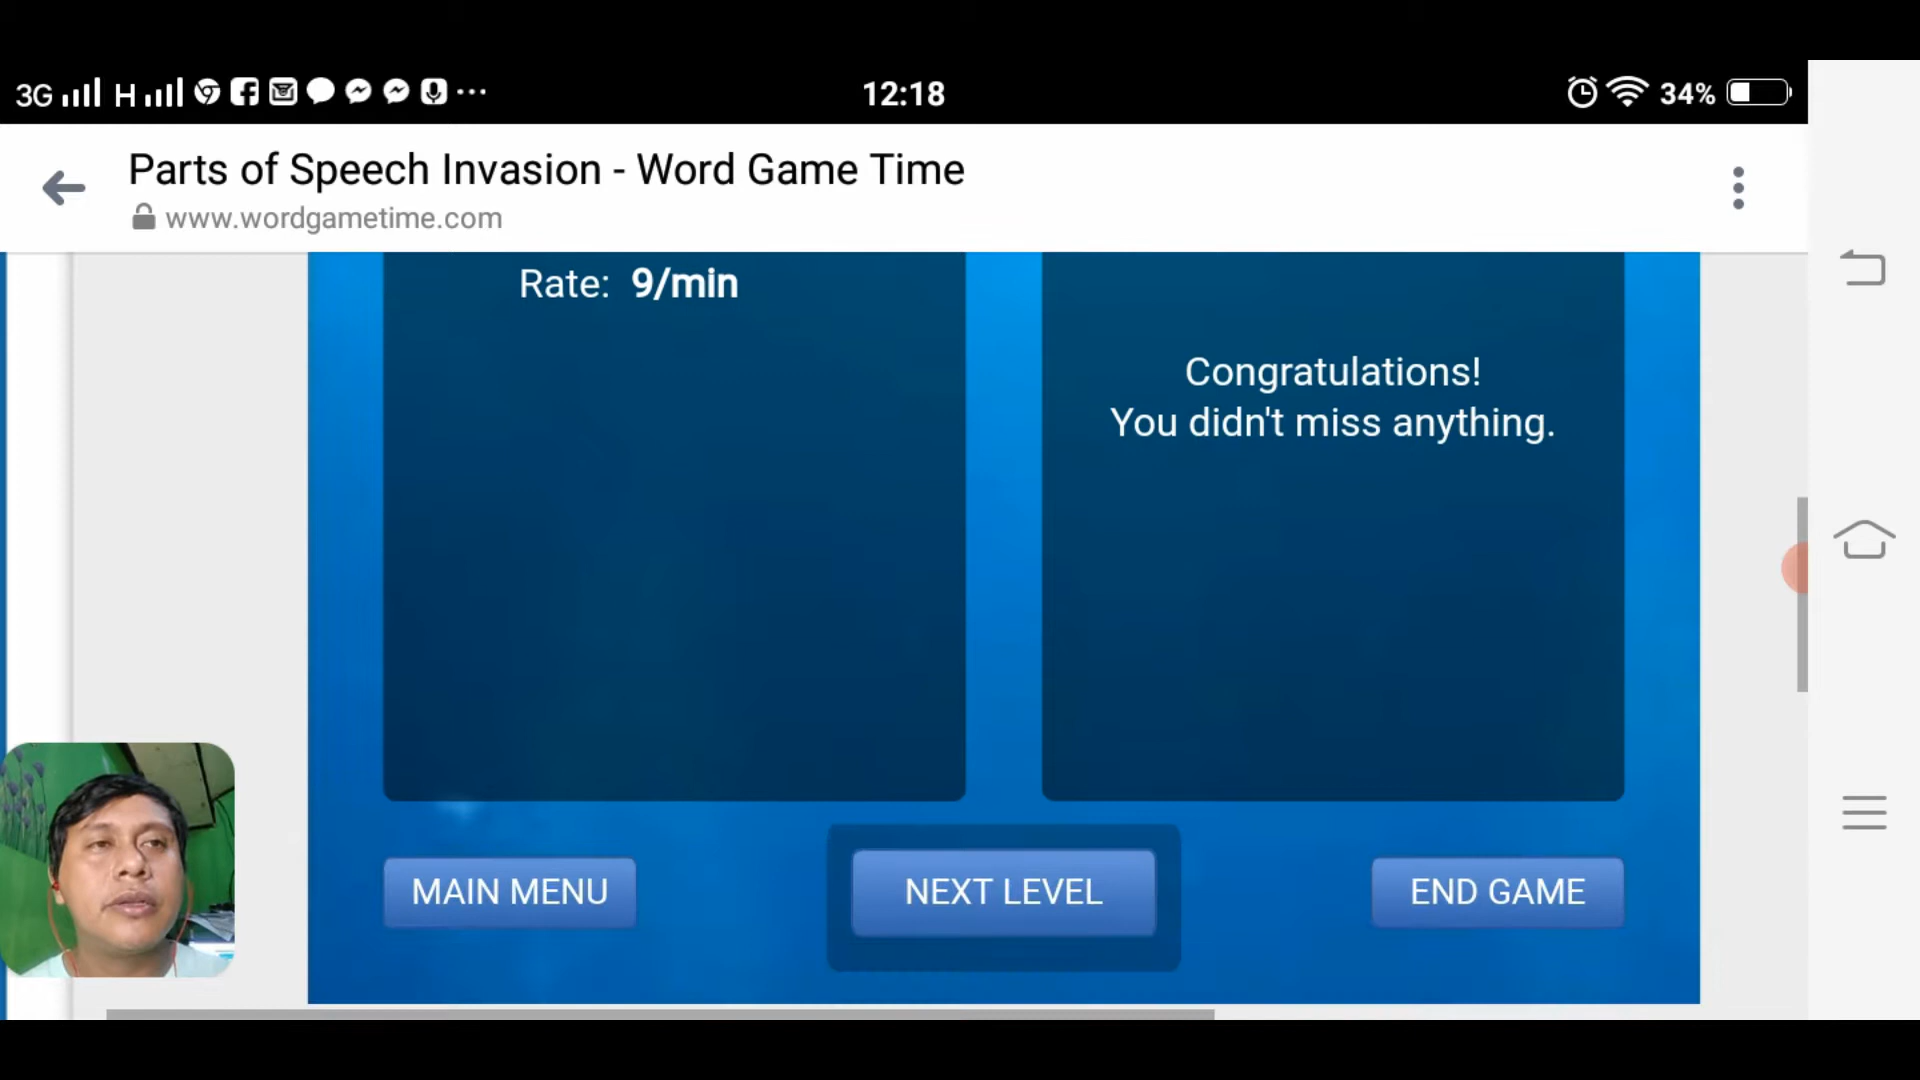 3G H 12:18 34%
Parts of Speech Invasion - Word Game Time
www.wordgametime.com
Rate: 9/min
Congratulations!
You didn't miss anything.
MAIN MENU NEXT LEVEL END GAME